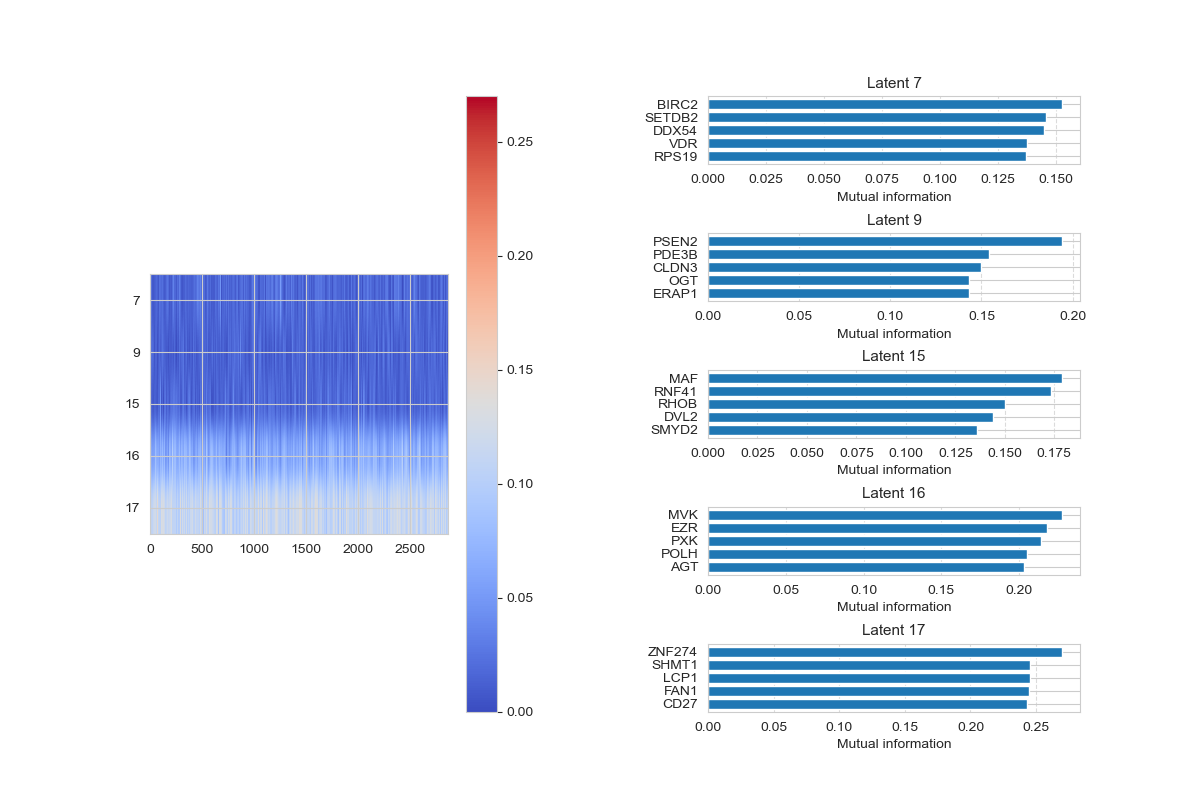 7
9
15
16
17
0 500 1000 1500 2000 2500
0.25
0.20
0.15
0.10
0.05
0.00
Latent 7
BIRC2
SETDB2
DDX54
VDR
RPS19
0.000 0.025 0.050 0.075 0.100 0.125 0.150
Mutual information
Latent 9
PSEN2
PDE3B
CLDN3
OGT
ERAP1
0.00 0.05 0.10 0.15 0.20
Mutual information
Latent 15
MAF
RNF41
RHOB
DVL2
SMYD2
0.000 0.025 0.050 0.075 0.100 0.125 0.150 0.175
Mutual information
Latent 16
MVK
EZR
PXK
POLH
AGT
0.00 0.05 0.10 0.15 0.20
Mutual information
Latent 17
ZNF274
SHMT1
LCP1
FAN1
CD27
0.00 0.05 0.10 0.15 0.20 0.25
Mutual information